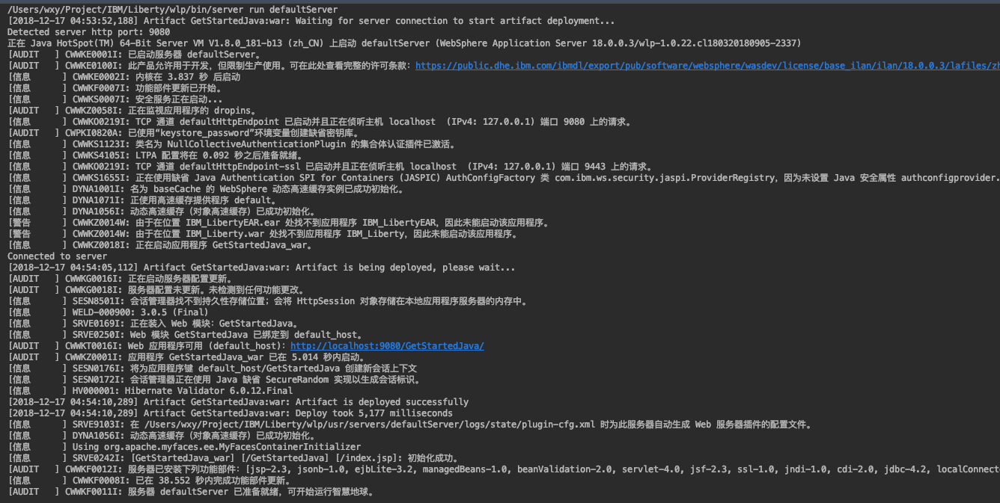 /Users/wxy/Project/IBM/Liberty/wlp/bin/server run defaultServer
[2018-12-17 04:53:52,188] Artifact GetStartedJava:war: Waiting for server connection to start artifact deployment...
Detected server http port: 9080
正在 Java HotSpot(TM) 64-Bit Server VM V1.8.0_181-b13 (zh_CN) 上启动 defaultServer (WebSphere Application Server 18.0.0.3/wlp-1.0.22.cl180320180905-2337)
[AUDIT   ] CWWKE0001I: 已启动服务器 defaultServer。
[AUDIT   ] CWWKE0100I: 此产品允许用于开发，但限制生产使用。可在此处查看完整的许可条款：https://public.dhe.ibm.com/ibmdl/export/pub/software/websphere/wasdev/license/base_ilan/ilan/18.0.0.3/lafiles/zh
[信息      ] CWWKE0002I: 内核在 3.837 秒 后启动
[信息      ] CWWKF0007I: 功能部件更新已开始。
[信息      ] CWWKS0007I: 安全服务正在启动...
[AUDIT   ] CWWKZ0058I: 正在监视应用程序的 dropins。
[信息      ] CWWKO0219I: TCP 通道 defaultHttpEndpoint 已启动并且正在侦听主机 localhost  (IPv4: 127.0.0.1) 端口 9080 上的请求。
[AUDIT   ] CWPKI0820A: 已使用“keystore_password”环境变量创建缺省密钥库。
[信息      ] CWWKS1123I: 类名为 NullCollectiveAuthenticationPlugin 的集合体认证插件已激活。
[信息      ] CWWKS4105I: LTPA 配置将在 0.092 秒之后准备就绪。
[信息      ] CWWKO0219I: TCP 通道 defaultHttpEndpoint-ssl 已启动并且正在侦听主机 localhost  (IPv4: 127.0.0.1) 端口 9443 上的请求。
[信息      ] CWWKS1655I: 正在使用缺省 Java Authentication SPI for Containers (JASPIC) AuthConfigFactory 类 com.ibm.ws.security.jaspi.ProviderRegistry，因为未设置 Java 安全属性 authconfigprovider.
[信息      ] DYNA1001I: 名为 baseCache 的 WebSphere 动态高速缓存实例已成功初始化。
[信息      ] DYNA1071I: 正使用高速缓存提供程序 default。
[信息      ] DYNA1056I: 动态高速缓存（对象高速缓存）已成功初始化。
[警告      ] CWWKZ0014W: 由于在位置 IBM_LibertyEAR.ear 处找不到应用程序 IBM_LibertyEAR，因此未能启动该应用程序。
[警告      ] CWWKZ0014W: 由于在位置 IBM_Liberty.war 处找不到应用程序 IBM_Liberty，因此未能启动该应用程序。
[信息      ] CWWKZ0018I: 正在启动应用程序 GetStartedJava_war。
Connected to server
[2018-12-17 04:54:05,112] Artifact GetStartedJava:war: Artifact is being deployed, please wait...
[AUDIT   ] CWWKG0016I: 正在启动服务器配置更新。
[AUDIT   ] CWWKG0018I: 服务器配置未更新。未检测到任何功能更改。
[信息      ] SESN8501I: 会话管理器找不到持久性存储位置；会将 HttpSession 对象存储在本地应用程序服务器的内存中。
[信息      ] WELD-000900: 3.0.5 (Final)
[信息      ] SRVE0169I: 正在装入 Web 模块：GetStartedJava。
[信息      ] SRVE0250I: Web 模块 GetStartedJava 已绑定到 default_host。
[AUDIT   ] CWWKT0016I: Web 应用程序可用 (default_host)：http://localhost:9080/GetStartedJava/
[AUDIT   ] CWWKZ0001I: 应用程序 GetStartedJava_war 已在 5.014 秒内启动。
[信息      ] SESN0176I: 将为应用程序键 default_host/GetStartedJava 创建新会话上下文
[信息      ] SESN0172I: 会话管理器正在使用 Java 缺省 SecureRandom 实现以生成会话标识。
[信息      ] HV000001: Hibernate Validator 6.0.12.Final
[2018-12-17 04:54:10,289] Artifact GetStartedJava:war: Artifact is deployed successfully
[2018-12-17 04:54:10,289] Artifact GetStartedJava:war: Deploy took 5,177 milliseconds
[信息      ] SRVE9103I: 在 /Users/wxy/Project/IBM/Liberty/wlp/usr/servers/defaultServer/logs/state/plugin-cfg.xml 时为此服务器自动生成 Web 服务器插件的配置文件。
[信息      ] DYNA1056I: 动态高速缓存（对象高速缓存）已成功初始化。
[信息      ] Using org.apache.myfaces.ee.MyFacesContainerInitializer
[信息      ] SRVE0242I: [GetStartedJava_war] [/GetStartedJava] [/index.jsp]: 初始化成功。
[AUDIT   ] CWWKF0012I: 服务器已安装下列功能部件：[jsp-2.3, jsonb-1.0, ejbLite-3.2, managedBeans-1.0, beanValidation-2.0, servlet-4.0, jsf-2.3, ssl-1.0, jndi-1.0, cdi-2.0, jdbc-4.2, localConnect
[信息      ] CWWKF0008I: 已在 38.552 秒内完成功能部件更新。
[AUDIT   ] CWWKF0011I: 服务器 defaultServer 已准备就绪，可开始运行智慧地球。